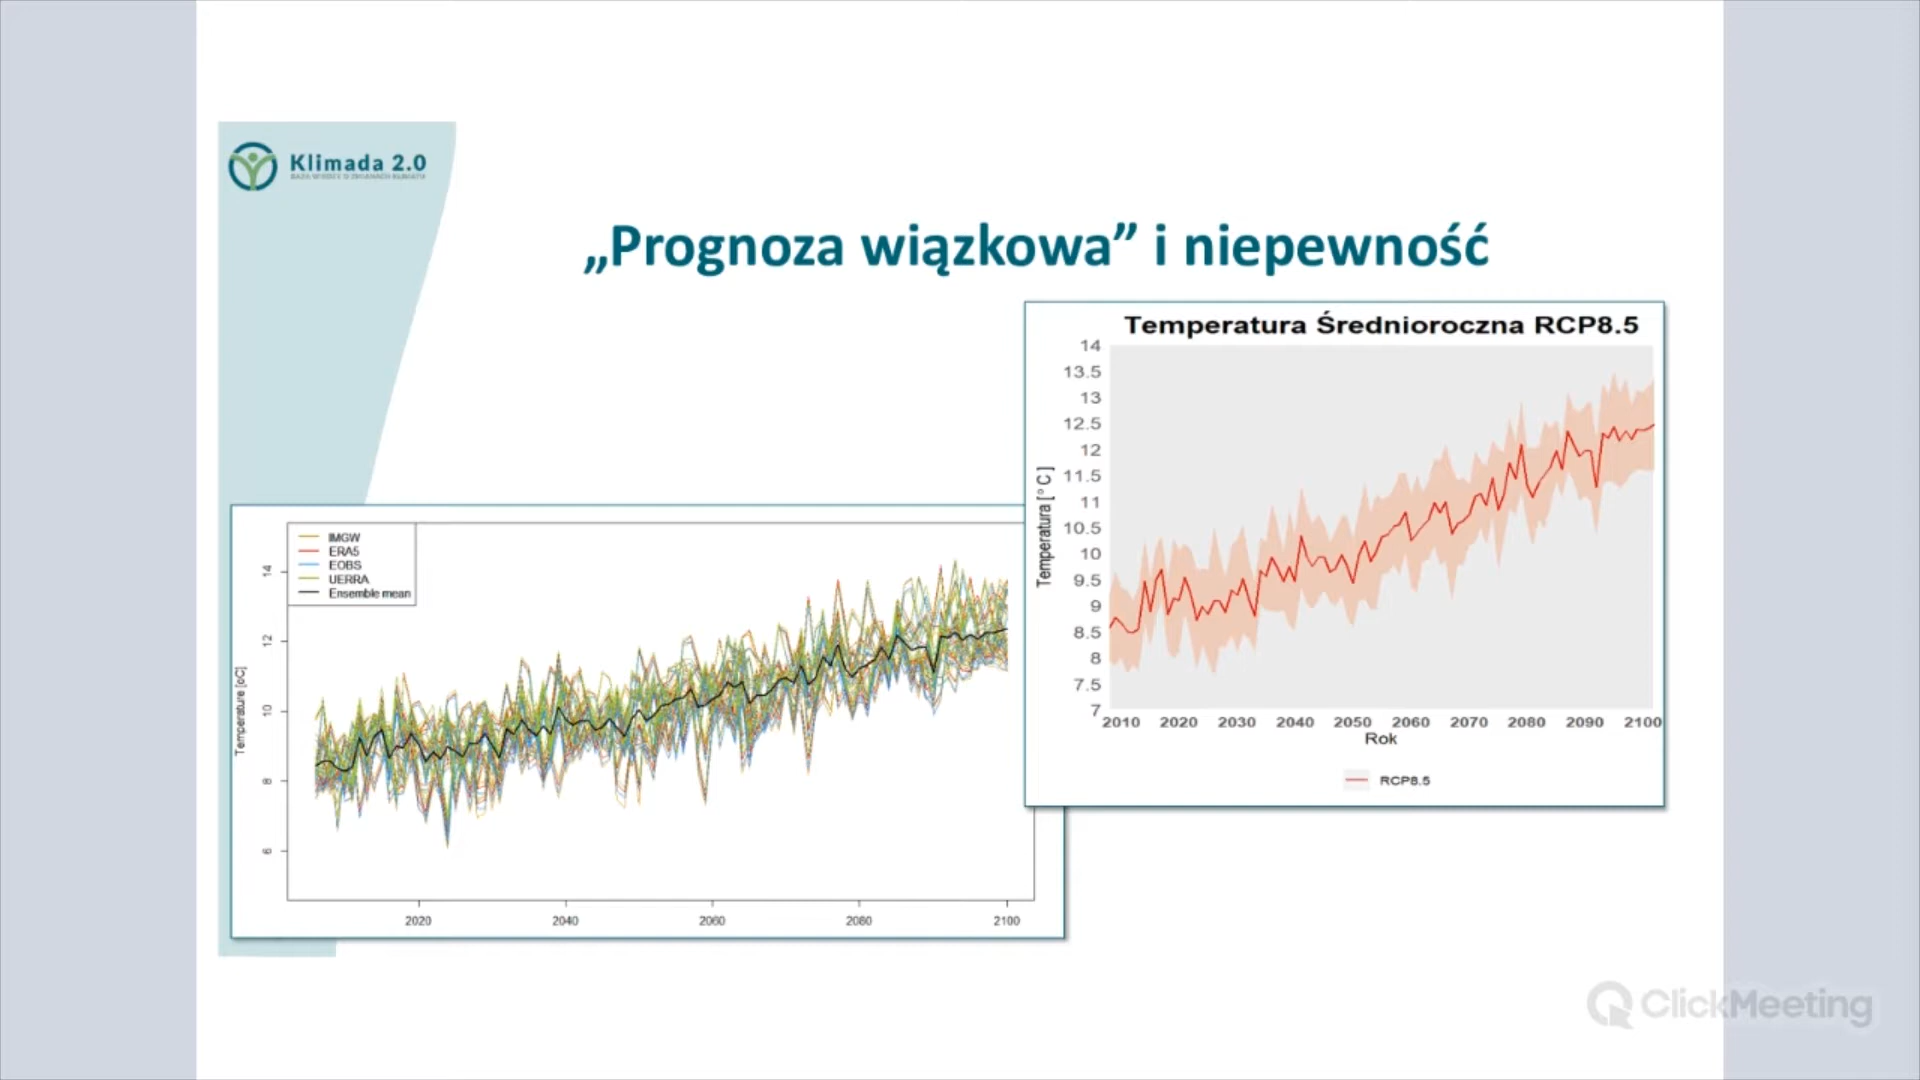 Klimada 2.0
BAZA WIEDZY O ZMIANACH KLIMATU
„Prognoza wiązkowa” i niepewność
Temperatura Średnioroczna RCP8.5
Temperatura [° C]
14
13.5
13
12.5
12
11.5
11
10.5
10
9.5
9
8.5
8
7.5
7
2010 2020 2030 2040 2050 2060 2070 2080 2090 2100
Rok
RCP8.5
IMGW
ERA5
EOBS
UERRA
Ensemble mean
Temperature [oC]
14
12
10
8
6
2020 2040 2060 2080 2100
ClickMeeting